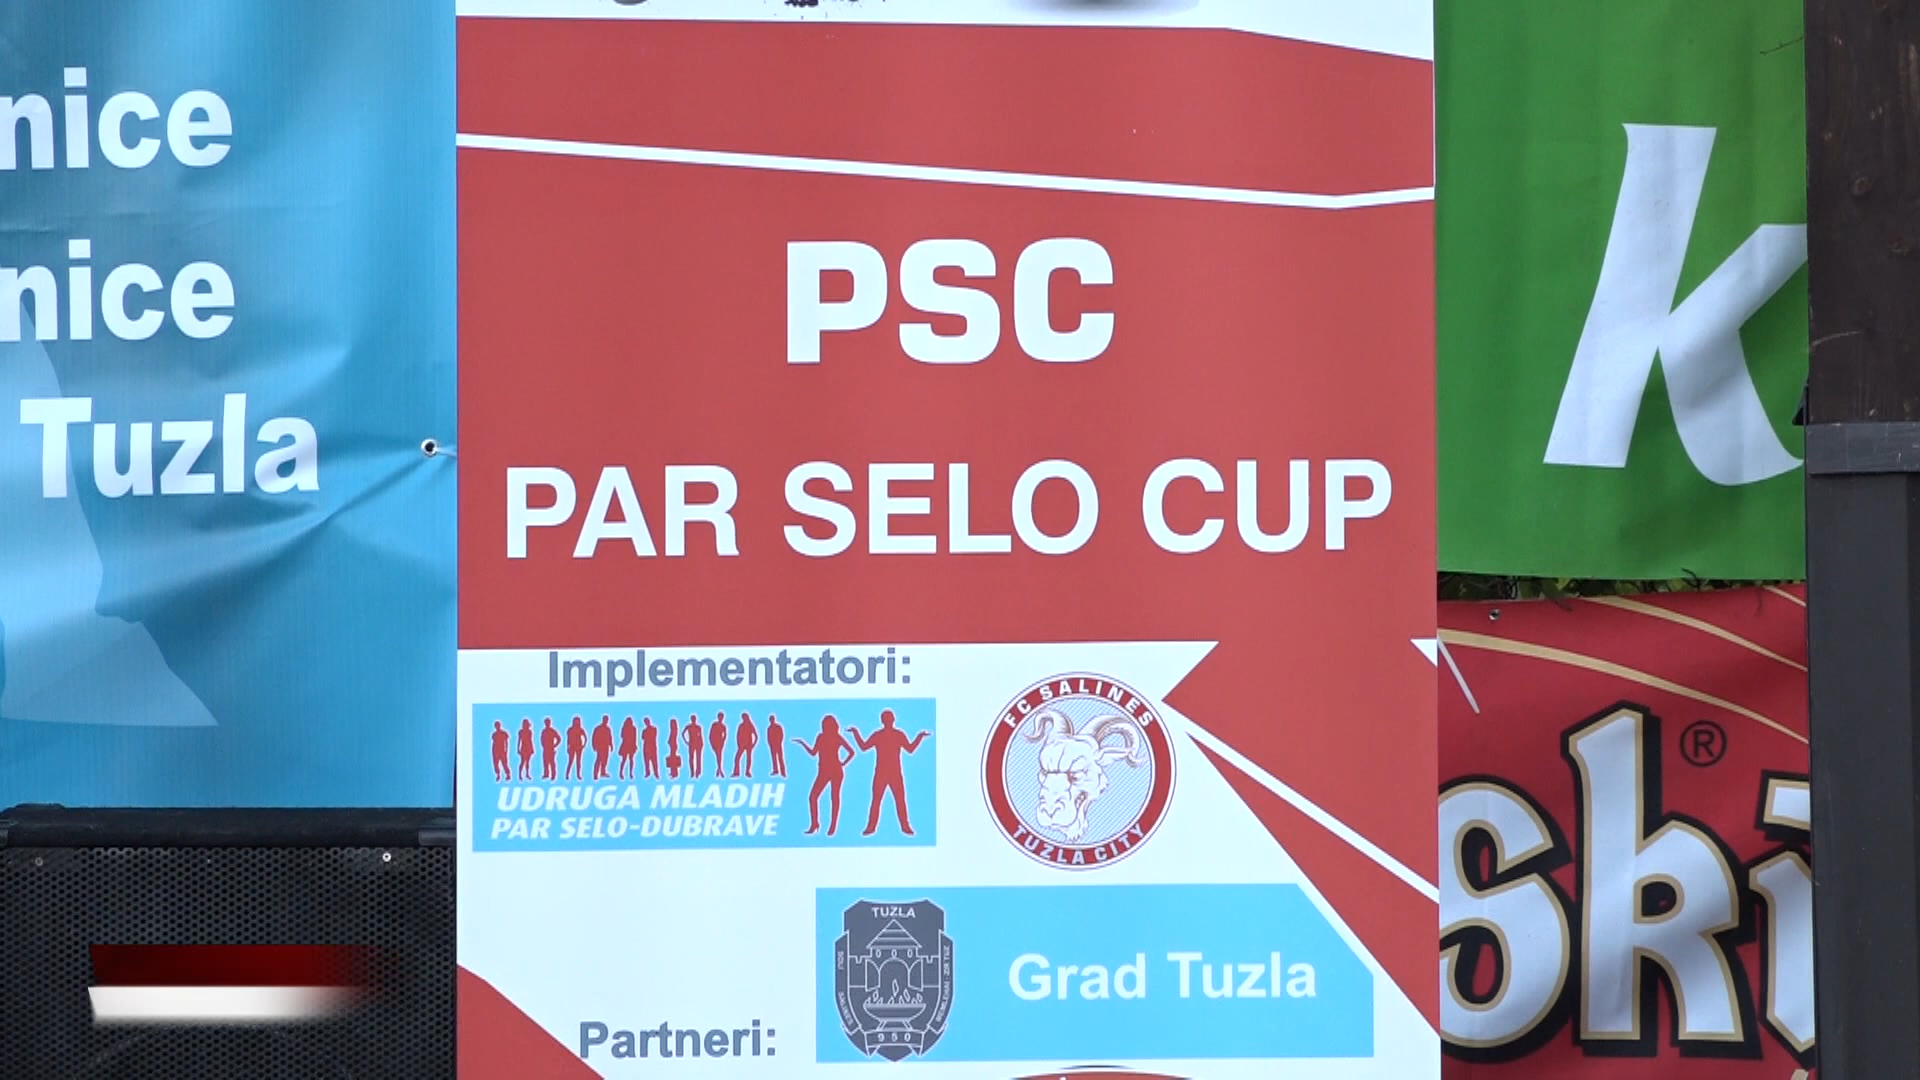 nice
nice
Tuzla
PSC
PAR SELO CUP
Implementatori:
UDRUGA MLADIH
PAR SELO-DUBRAVE
FC SALINES
TUZLA CITY
TUZLA
950
Grad Tuzla
Partneri:
K
Ski
®